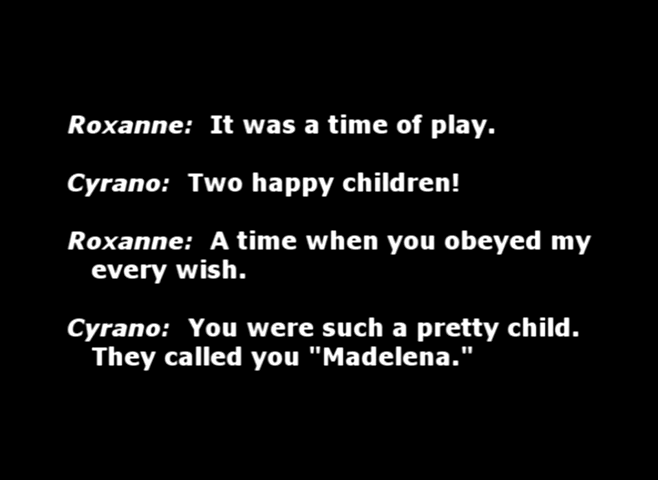 Roxanne: It was a time of play.
Cyrano: Two happy children!
Roxanne: A time when you obeyed my
every wish.
Cyrano: You were such a pretty child.
They called you "Madelena."